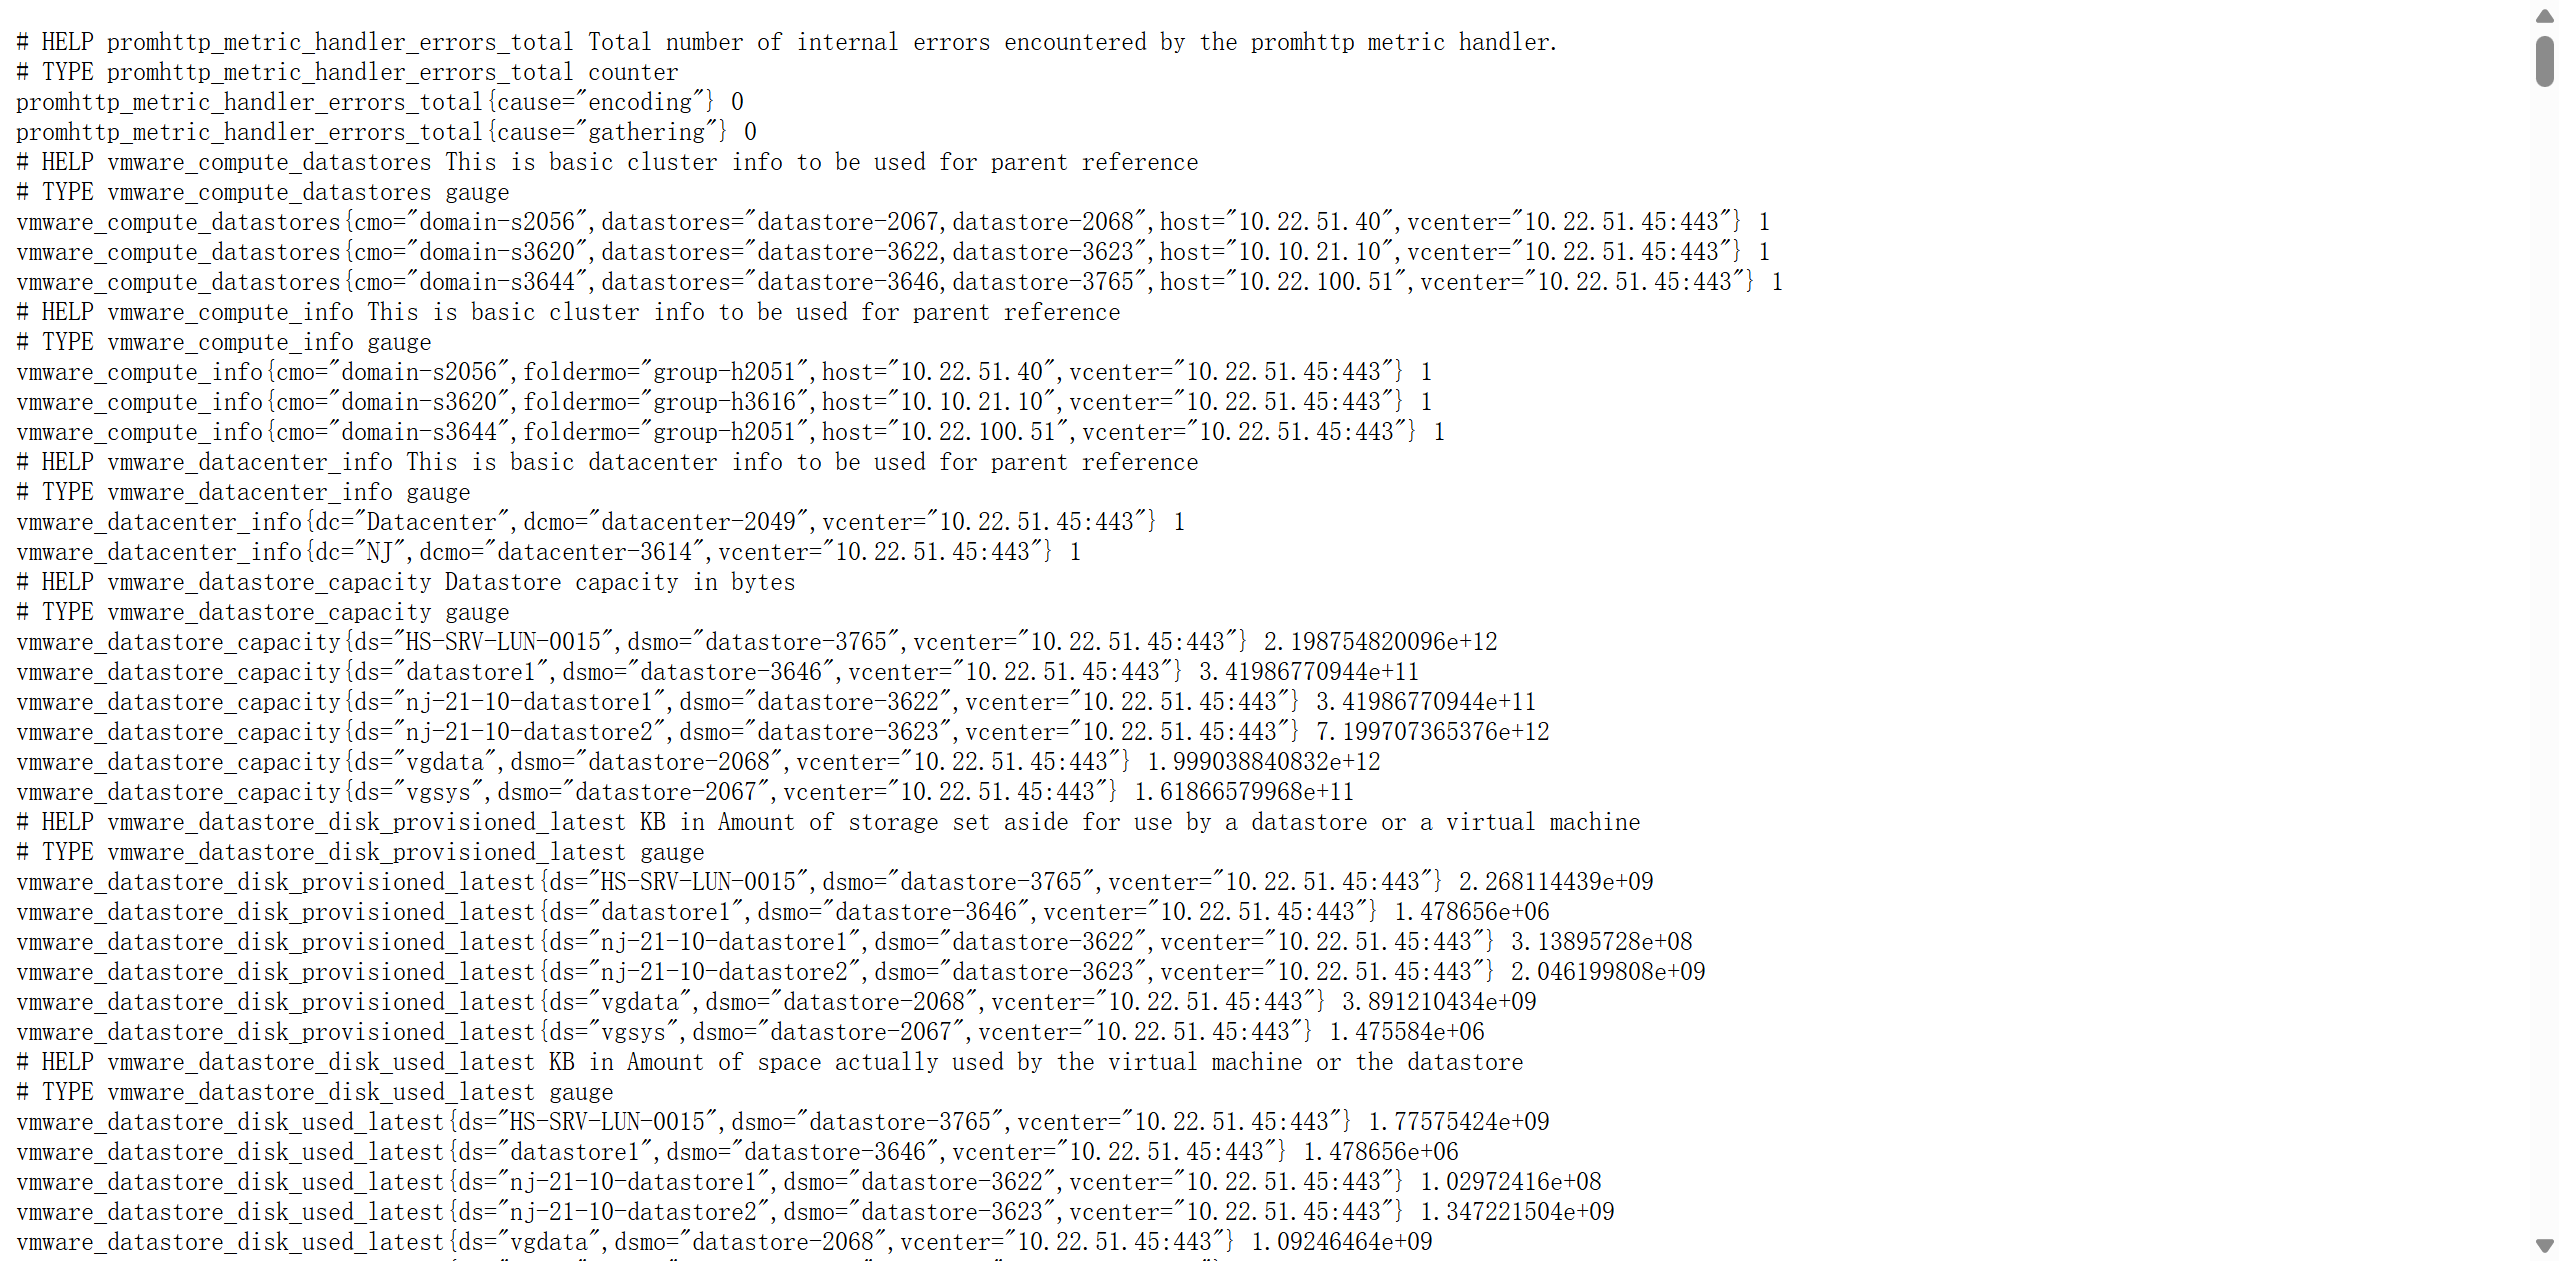 # HELP promhttp_metric_handler_errors_total Total number of internal errors encountered by the promhttp metric handler.
# TYPE promhttp_metric_handler_errors_total counter
promhttp_metric_handler_errors_total{cause="encoding"} 0
promhttp_metric_handler_errors_total{cause="gathering"} 0
# HELP vmware_compute_datastores This is basic cluster info to be used for parent reference
# TYPE vmware_compute_datastores gauge
vmware_compute_datastores{cmo="domain-s2056",datastores="datastore-2067,datastore-2068",host="10.22.51.40",vcenter="10.22.51.45:443"} 1
vmware_compute_datastores{cmo="domain-s3620",datastores="datastore-3622,datastore-3623",host="10.10.21.10",vcenter="10.22.51.45:443"} 1
vmware_compute_datastores{cmo="domain-s3644",datastores="datastore-3646,datastore-3765",host="10.22.100.51",vcenter="10.22.51.45:443"} 1
# HELP vmware_compute_info This is basic cluster info to be used for parent reference
# TYPE vmware_compute_info gauge
vmware_compute_info{cmo="domain-s2056",foldermo="group-h2051",host="10.22.51.40",vcenter="10.22.51.45:443"} 1
vmware_compute_info{cmo="domain-s3620",foldermo="group-h3616",host="10.10.21.10",vcenter="10.22.51.45:443"} 1
vmware_compute_info{cmo="domain-s3644",foldermo="group-h2051",host="10.22.100.51",vcenter="10.22.51.45:443"} 1
# HELP vmware_datacenter_info This is basic datacenter info to be used for parent reference
# TYPE vmware_datacenter_info gauge
vmware_datacenter_info{dc="Datacenter",dcmo="datacenter-2049",vcenter="10.22.51.45:443"} 1
vmware_datacenter_info{dc="NJ",dcmo="datacenter-3614",vcenter="10.22.51.45:443"} 1
# HELP vmware_datastore_capacity Datastore capacity in bytes
# TYPE vmware_datastore_capacity gauge
vmware_datastore_capacity{ds="HS-SRV-LUN-0015",dsmo="datastore-3765",vcenter="10.22.51.45:443"} 2.198754820096e+12
vmware_datastore_capacity{ds="datastore1",dsmo="datastore-3646",vcenter="10.22.51.45:443"} 3.41986770944e+11
vmware_datastore_capacity{ds="nj-21-10-datastore1",dsmo="datastore-3622",vcenter="10.22.51.45:443"} 3.41986770944e+11
vmware_datastore_capacity{ds="nj-21-10-datastore2",dsmo="datastore-3623",vcenter="10.22.51.45:443"} 7.199707365376e+12
vmware_datastore_capacity{ds="vgdata",dsmo="datastore-2068",vcenter="10.22.51.45:443"} 1.999038840832e+12
vmware_datastore_capacity{ds="vgsys",dsmo="datastore-2067",vcenter="10.22.51.45:443"} 1.61866579968e+11
# HELP vmware_datastore_disk_provisioned_latest KB in Amount of storage set aside for use by a datastore or a virtual machine
# TYPE vmware_datastore_disk_provisioned_latest gauge
vmware_datastore_disk_provisioned_latest{ds="HS-SRV-LUN-0015",dsmo="datastore-3765",vcenter="10.22.51.45:443"} 2.268114439e+09
vmware_datastore_disk_provisioned_latest{ds="datastore1",dsmo="datastore-3646",vcenter="10.22.51.45:443"} 1.478656e+06
vmware_datastore_disk_provisioned_latest{ds="nj-21-10-datastore1",dsmo="datastore-3622",vcenter="10.22.51.45:443"} 3.13895728e+08
vmware_datastore_disk_provisioned_latest{ds="nj-21-10-datastore2",dsmo="datastore-3623",vcenter="10.22.51.45:443"} 2.046199808e+09
vmware_datastore_disk_provisioned_latest{ds="vgdata",dsmo="datastore-2068",vcenter="10.22.51.45:443"} 3.891210434e+09
vmware_datastore_disk_provisioned_latest{ds="vgsys",dsmo="datastore-2067",vcenter="10.22.51.45:443"} 1.475584e+06
# HELP vmware_datastore_disk_used_latest KB in Amount of space actually used by the virtual machine or the datastore
# TYPE vmware_datastore_disk_used_latest gauge
vmware_datastore_disk_used_latest{ds="HS-SRV-LUN-0015",dsmo="datastore-3765",vcenter="10.22.51.45:443"} 1.77575424e+09
vmware_datastore_disk_used_latest{ds="datastore1",dsmo="datastore-3646",vcenter="10.22.51.45:443"} 1.478656e+06
vmware_datastore_disk_used_latest{ds="nj-21-10-datastore1",dsmo="datastore-3622",vcenter="10.22.51.45:443"} 1.02972416e+08
vmware_datastore_disk_used_latest{ds="nj-21-10-datastore2",dsmo="datastore-3623",vcenter="10.22.51.45:443"} 1.347221504e+09
vmware_datastore_disk_used_latest{ds="vgdata",dsmo="datastore-2068",vcenter="10.22.51.45:443"} 1.09246464e+09